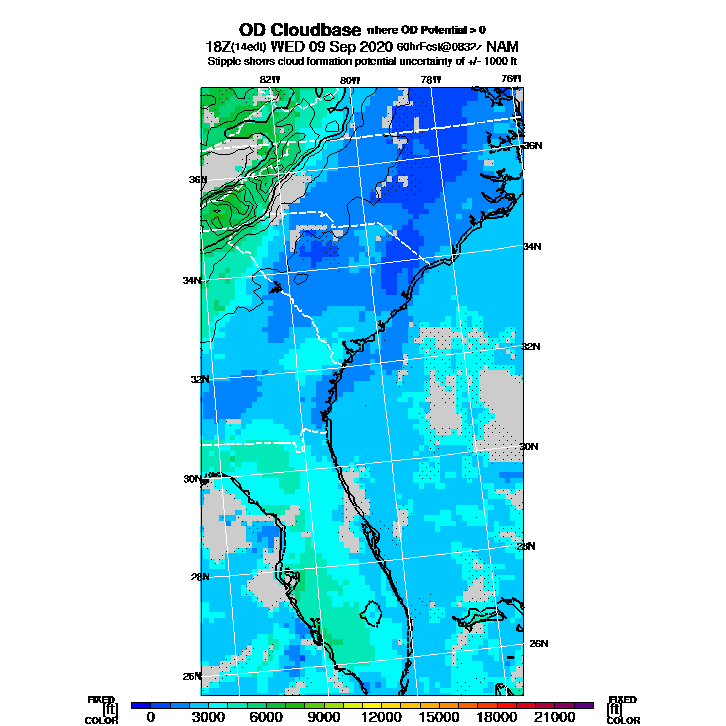 OD Cloudbase where OD Potential > 0
18Z(14edt) WED 09 Sep 2020 60hrFcst@0832z NAM
Stipple shows cloud formation potential uncertainty of +/- 1000 ft
82W 80W 78W 76W
36N 36N
34N 34N
32N 32N
30N 30N
28N 28N
26N 26N
FIXED FIXED
[ft] [ft]
COLOR COLOR
0 3000 6000 9000 12000 15000 18000 21000